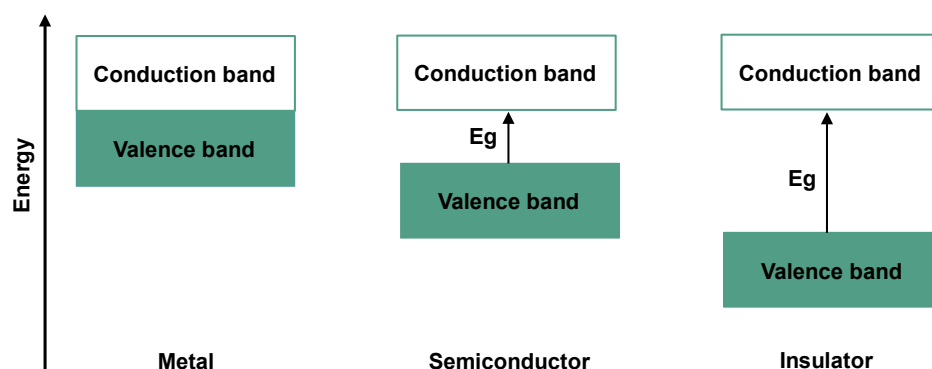 Energy
Conduction band
Valence band
Metal
Conduction band
Eg
Valence band
Semiconductor
Conduction band
Eg
Valence band
Insulator